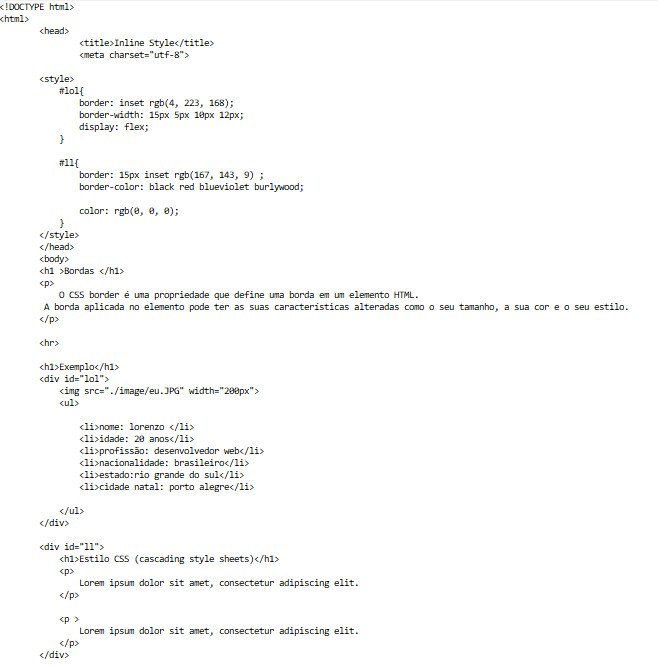 <!DOCTYPE html>
<html>
<head>
<title>Inline Style</title>
<meta charset="utf-8">
<style>
#lol{
border: inset rgb(4, 223, 168);
border-width: 15px 5px 10px 12px;
display: flex;
}
#ll{
border: 15px inset rgb(167, 143, 9) ;
border-color: black red blueviolet burlywood;
color: rgb(0, 0, 0);
}
</style>
</head>
<body>
<h1 >Bordas </h1>
<p>
O CSS border é uma propriedade que define uma borda em um elemento HTML.
A borda aplicada no elemento pode ter as suas características alteradas como o seu tamanho, a sua cor e o seu estilo.
</p>
<hr>
<h1>Exemplo</h1>
<div id="lol">
<img src="./image/eu.JPG" width="200px">
<ul>
<li>nome: lorenzo </li>
<li>idade: 20 anos</li>
<li>profissão: desenvolvedor web</li>
<li>nacionalidade: brasileiro</li>
<li>estado:rio grande do sul</li>
<li>cidade natal: porto alegre</li>
</ul>
</div>
<div id="ll">
<h1>Estilo CSS (cascading style sheets)</h1>
<p>
Lorem ipsum dolor sit amet, consectetur adipiscing elit.
</p>
<p >
Lorem ipsum dolor sit amet, consectetur adipiscing elit.
</p>
</div>